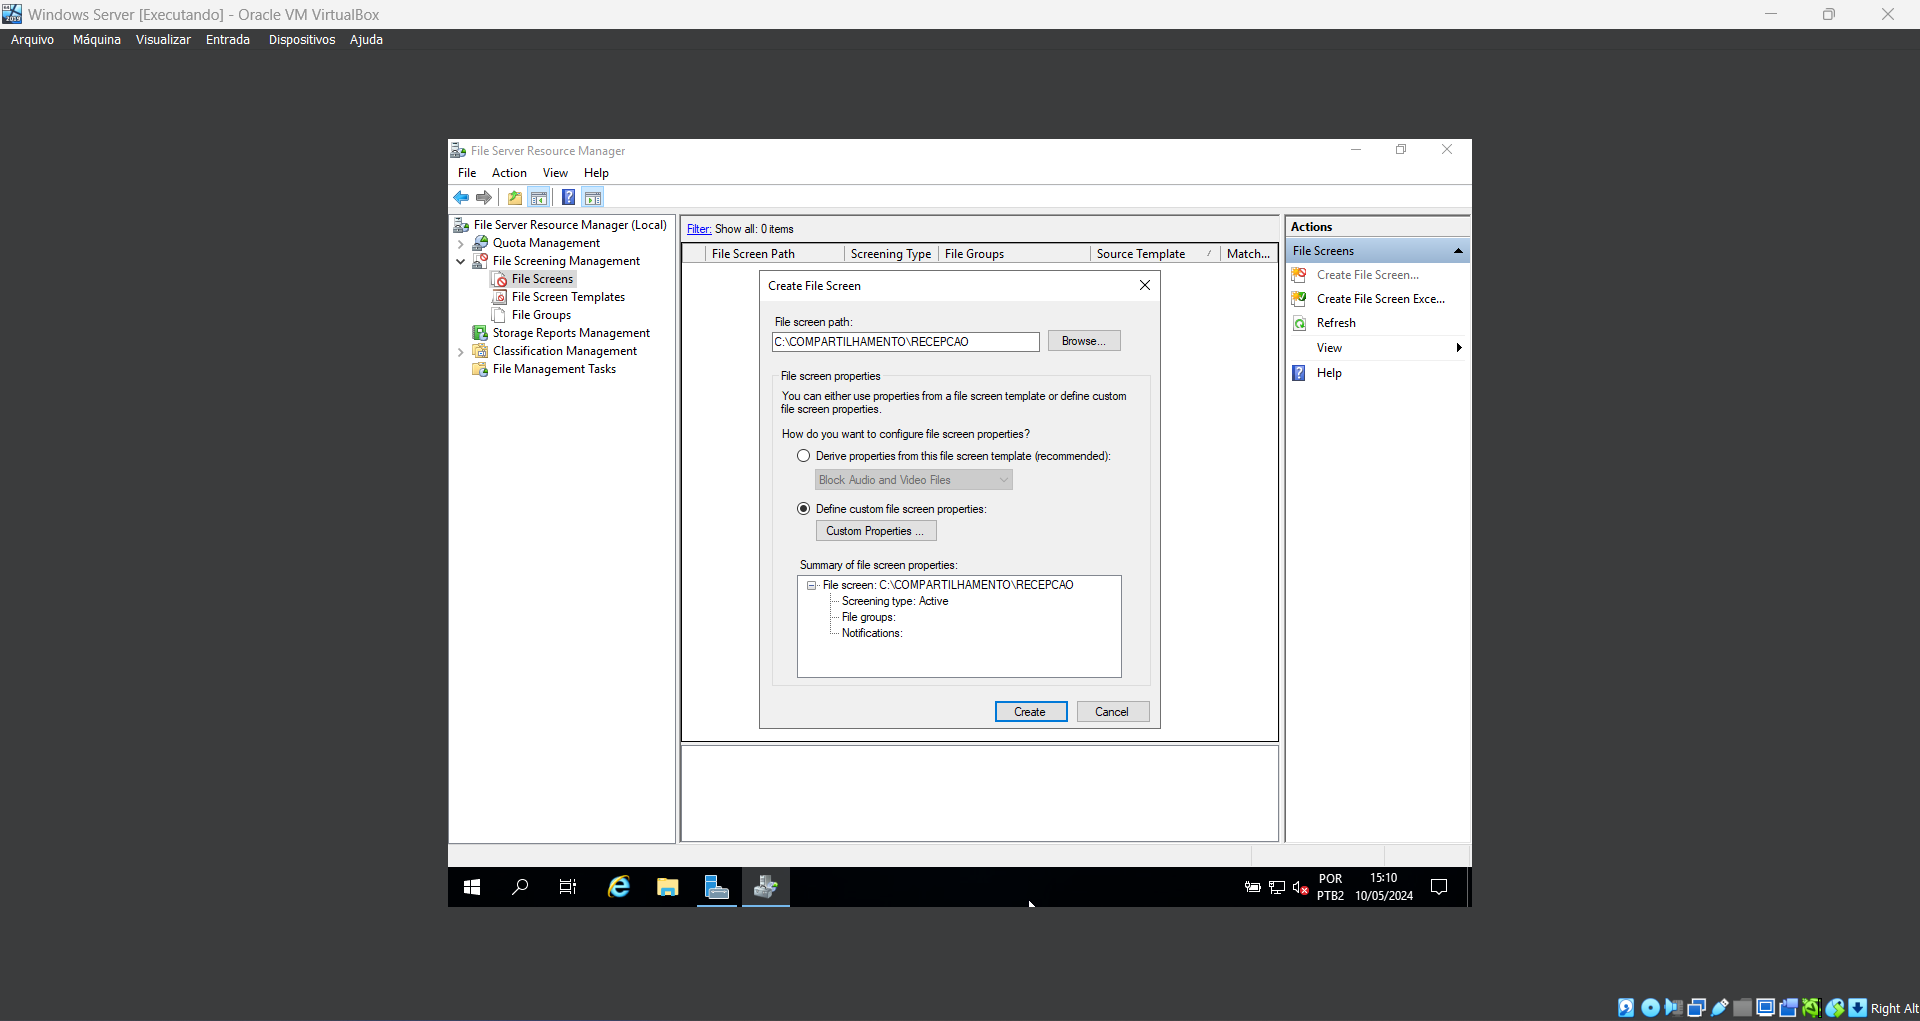 Windows Server [Executando] - Oracle VM VirtualBox
Arquivo Máquina Visualizar Entrada Dispositivos Ajuda
File Server Resource Manager
File Action View Help
File Server Resource Manager (Local)
Quota Management
File Screening Management
File Screens
File Screen Templates
File Groups
Storage Reports Management
Classification Management
File Management Tasks
Filter: Show all: 0 items
File Screen Path Screening Type File Groups Source Template Match...
Create File Screen
File screen path:
C:\COMPARTILHAMENTO\RECEPCAO
Browse...
File screen properties
You can either use properties from a file screen template or define custom
file screen properties.
How do you want to configure file screen properties?
Derive properties from this file screen template (recommended):
Block Audio and Video Files
Define custom file screen properties:
Custom Properties ...
Summary of file screen properties:
File screen: C:\COMPARTILHAMENTO\RECEPCAO
Screening type: Active
File groups:
Notifications:
Create Cancel
Actions
File Screens
Create File Screen...
Create File Screen Exce...
Refresh
View
Help
POR
PTB2
15:10
10/05/2024
Right Alt